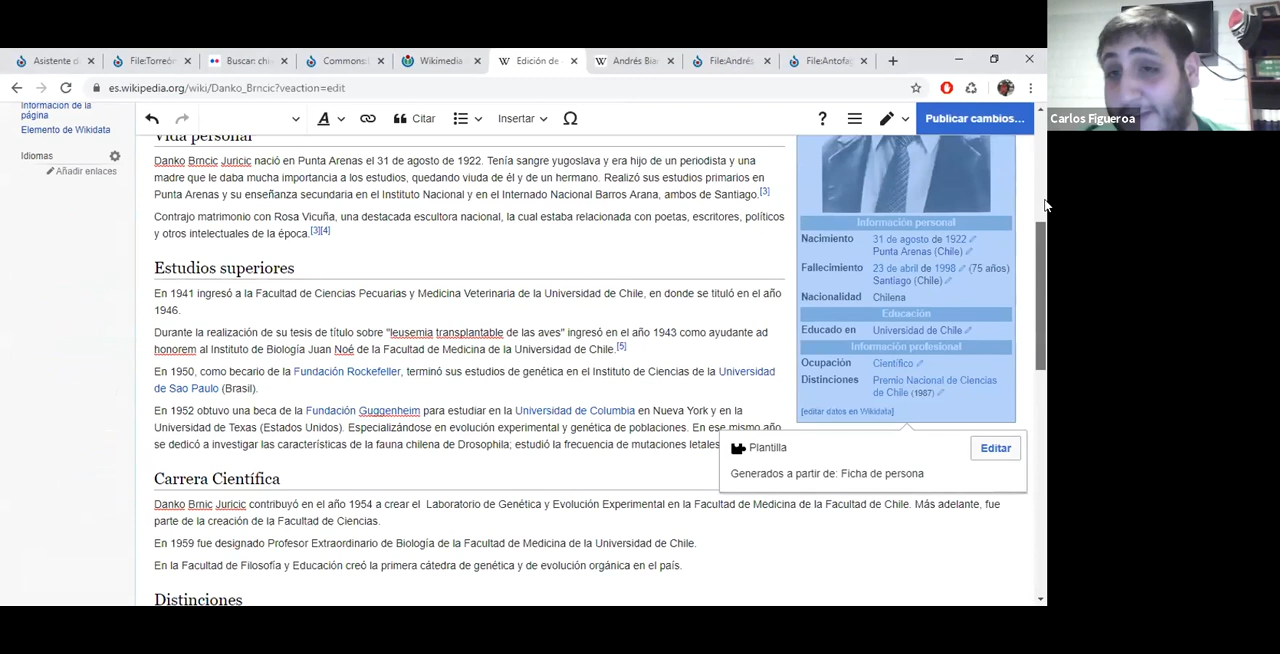 Asistente d
File:Torreón
Buscar: chi
Commons:
Wikimedia
Edición de
Andrés Bia
File:Andrés
File:Antofa
es.wikipedia.org/wiki/Danko_Brncic?veaction=edit
Información de la
página
Elemento de Wikidata
Idiomas
Añadir enlaces
A
Citar
Insertar
Ω
?
Publicar cambios...
Carlos Figueroa
Vida personal
Danko Brncic Juricic nació en Punta Arenas el 31 de agosto de 1922. Tenía sangre yugoslava y era hijo de un periodista y una
madre que le daba mucha importancia a los estudios, quedando viuda de él y de un hermano. Realizó sus estudios primarios en
Punta Arenas y su enseñanza secundaria en el Instituto Nacional y en el Internado Nacional Barros Arana, ambos de Santiago.[3]
Contrajo matrimonio con Rosa Vicuña, una destacada escultora nacional, la cual estaba relacionada con poetas, escritores, políticos
y otros intelectuales de la época.[3][4]
Estudios superiores
En 1941 ingresó a la Facultad de Ciencias Pecuarias y Medicina Veterinaria de la Universidad de Chile, en donde se tituló en el año
1946.
Durante la realización de su tesis de título sobre "leusemia transplantable de las aves" ingresó en el año 1943 como ayudante ad
honorem al Instituto de Biología Juan Noé de la Facultad de Medicina de la Universidad de Chile.[5]
En 1950, como becario de la Fundación Rockefeller, terminó sus estudios de genética en el Instituto de Ciencias de la Universidad
de Sao Paulo (Brasil).
En 1952 obtuvo una beca de la Fundación Guggenheim para estudiar en la Universidad de Columbia en Nueva York y en la
Universidad de Texas (Estados Unidos). Especializándose en evolución experimental y genética de poblaciones. En ese mismo año
se dedicó a investigar las características de la fauna chilena de Drosophila; estudió la frecuencia de mutaciones letales
Carrera Científica
Danko Brnic Juricic contribuyó en el año 1954 a crear el Laboratorio de Genética y Evolución Experimental en la Facultad de Medicina de la Facultad de Chile. Más adelante, fue
parte de la creación de la Facultad de Ciencias.
En 1959 fue designado Profesor Extraordinario de Biología de la Facultad de Medicina de la Universidad de Chile.
En la Facultad de Filosofía y Educación creó la primera cátedra de genética y de evolución orgánica en el país.
Distinciones
Información personal
Nacimiento 31 de agosto de 1922
Punta Arenas (Chile)
Fallecimiento 23 de abril de 1998 (75 años)
Santiago (Chile)
Nacionalidad Chilena
Educación
Educado en Universidad de Chile
Información profesional
Ocupación Científico
Distinciones Premio Nacional de Ciencias
de Chile (1987)
[editar datos en Wikidata]
Plantilla
Editar
Generados a partir de: Ficha de persona